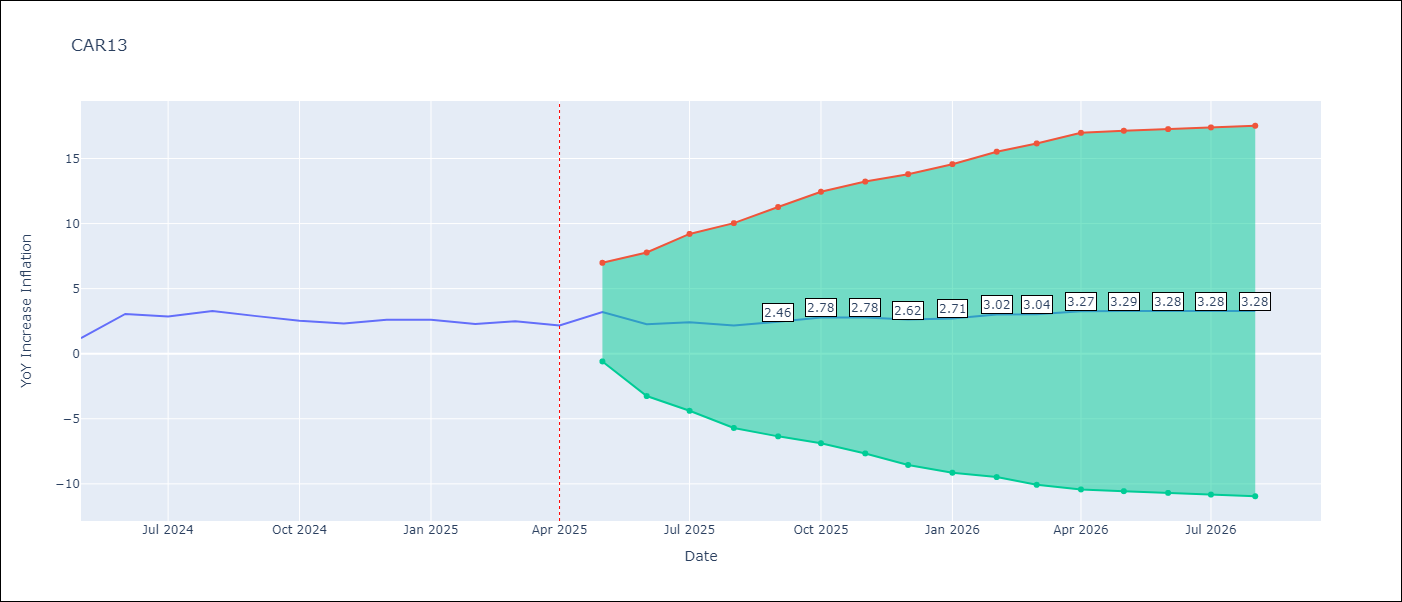 CAR13
15
10
5
0
−5
−10
YoY Increase Inflation
2.46
2.78
2.78
2.62
2.71
3.02
3.04
3.27
3.29
3.28
3.28
3.28
Jul 2024
Oct 2024
Jan 2025
Apr 2025
Jul 2025
Oct 2025
Jan 2026
Apr 2026
Jul 2026
Date